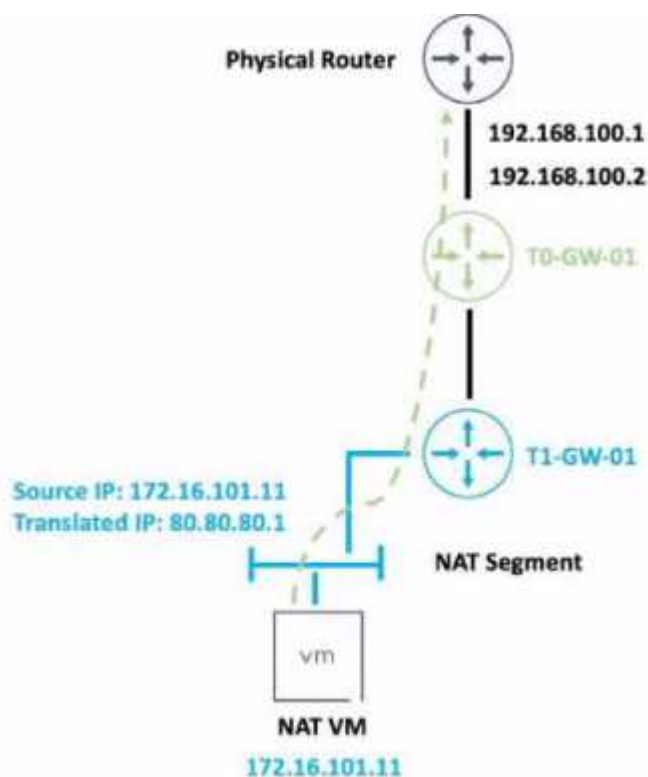 Physical Router
192.168.100.1
192.168.100.2
T0-GW-01
T1-GW-01
Source IP: 172.16.101.11
Translated IP: 80.80.80.1
NAT Segment
vm
NAT VM
172.16.101.11